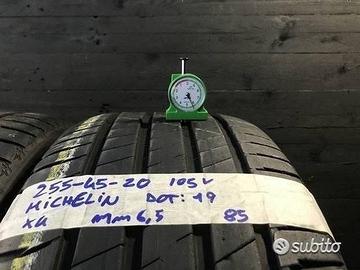 255-45-20 105V
MICHELIN DOT: 19
X4 Mm 6,5 85
subito